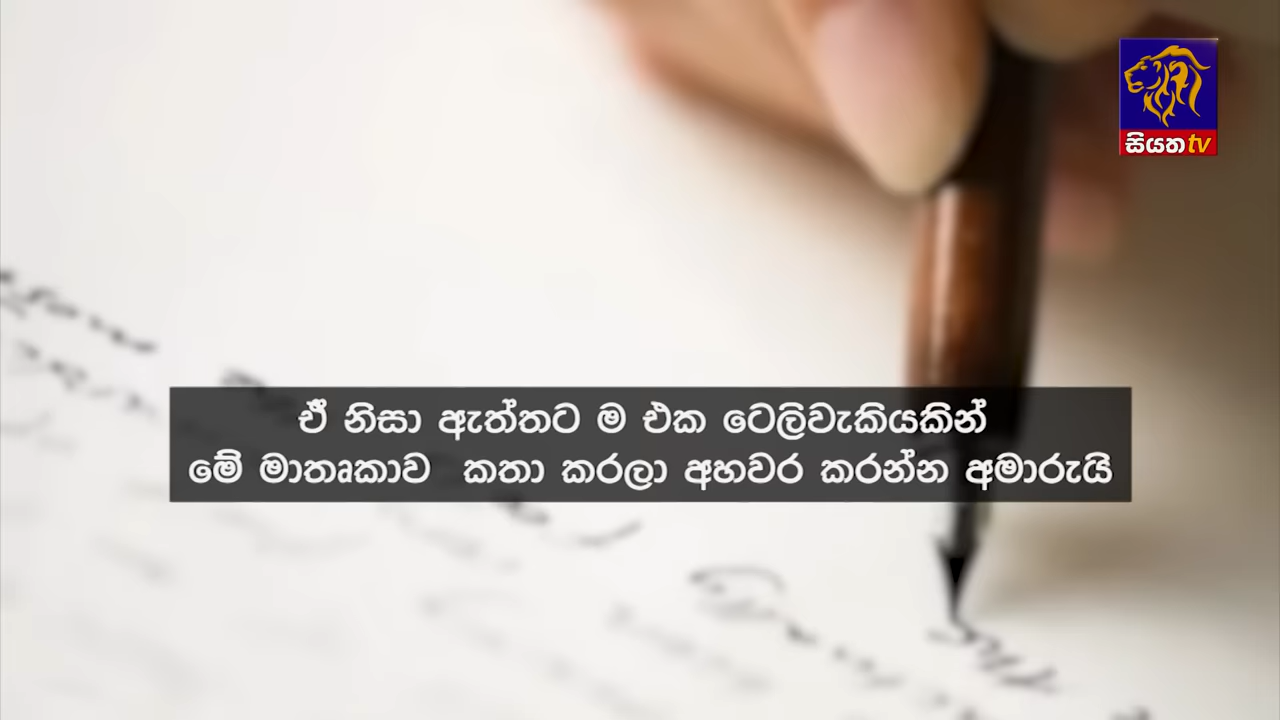 සියත tv
ඒ නිසා ඇත්තට ම එක ටෙලිවැකියකින්
මේ මාතෘකාව කතා කරලා අහවර කරන්න අමාරුයි